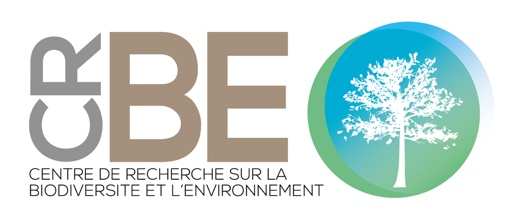 CRBE
CENTRE DE RECHERCHE SUR LA
BIODIVERSITE ET L'ENVIRONNEMENT